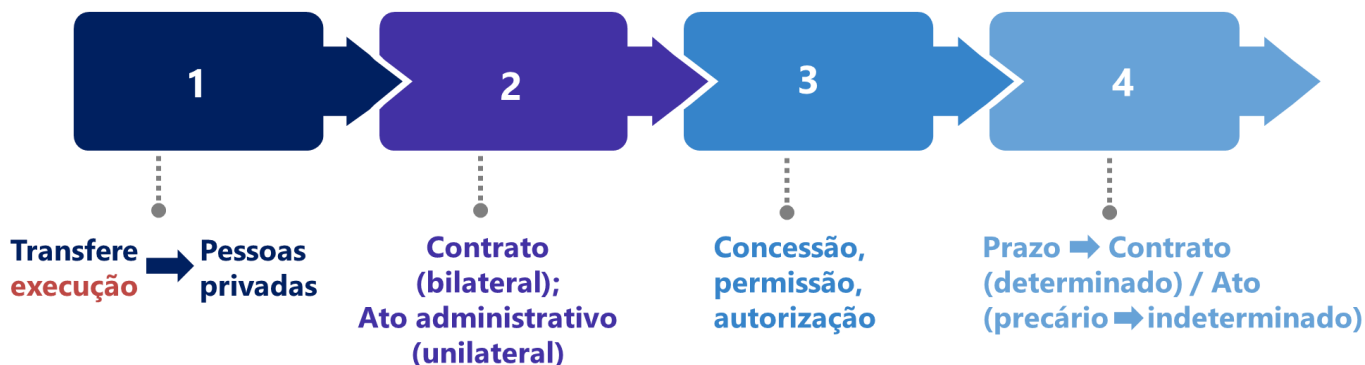 1
2
3
4
Transfere
execução
Pessoas
privadas
Contrato
(bilateral);
Ato administrativo
(unilateral)
Concessão,
permissão,
autorização
Prazo ➡ Contrato
(determinado) / Ato
(precário ➡ indeterminado)